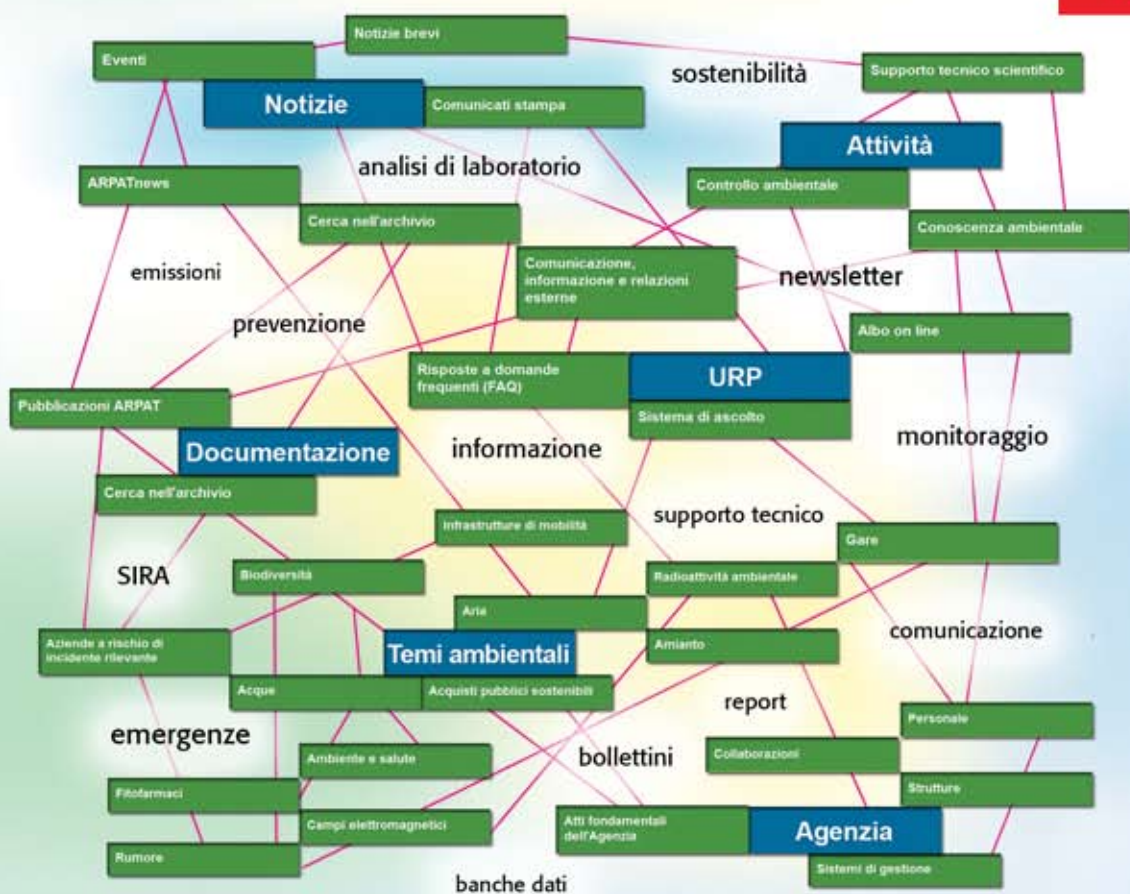 Notizie brevi
Eventi
sostenibilità
Supporto tecnico scientifico
Notizie
Comunicati stampa
Attività
analisi di laboratorio
ARPATnews
Controllo ambientale
Cerca nell'archivio
Conoscenza ambientale
emissioni
Comunicazione,
informazione e relazioni
esterne
newsletter
prevenzione
Albo on line
Risposte a domande
frequenti (FAQ)
URP
Pubblicazioni ARPAT
Sistema di ascolto
Documentazione
informazione
monitoraggio
Cerca nell'archivio
supporto tecnico
Infrastrutture di mobilità
Gare
SIRA
Biodiversità
Radioattività ambientale
Aria
comunicazione
Aziende a rischio di
incidente rilevante
Temi ambientali
Amianto
Acque
Acquisti pubblici sostenibili
report
Personale
emergenze
Ambiente e salute
bollettini
Collaborazioni
Fitofarmaci
Strutture
Campi elettromagnetici
Atti fondamentali
dell'Agenzia
Agenzia
Rumore
Sistemi di gestione
banche dati